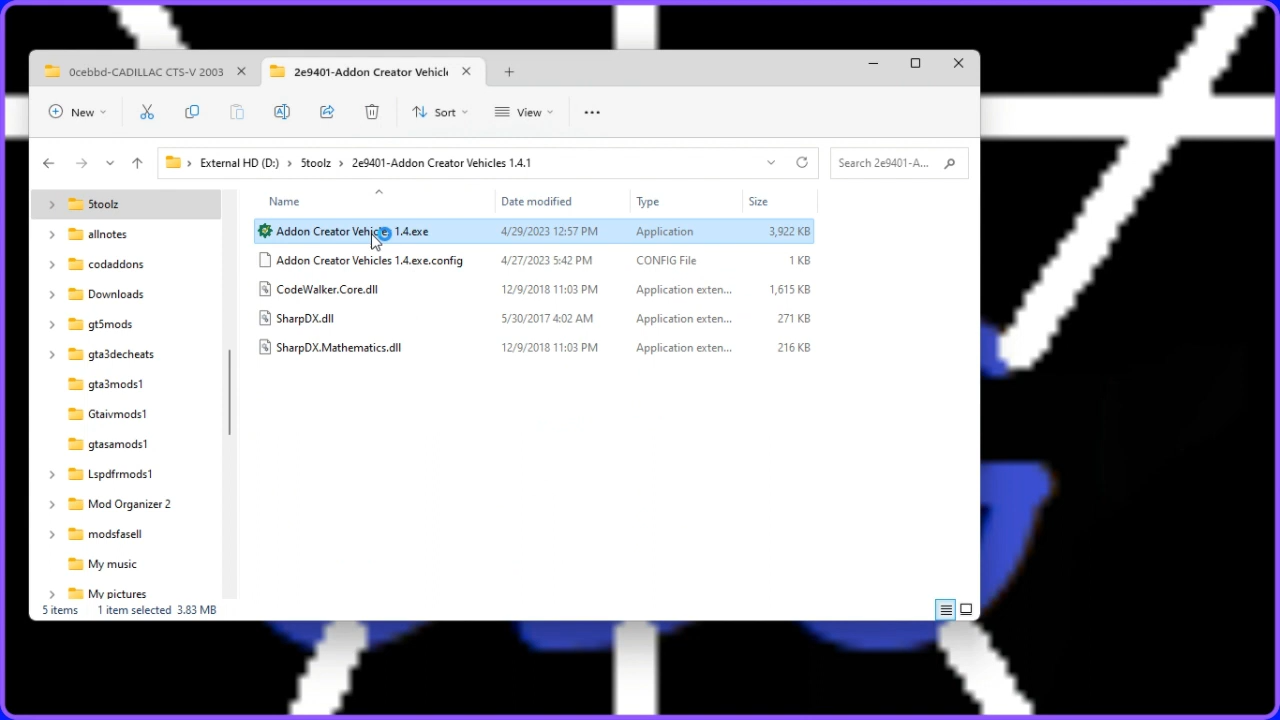 0cebbd-CADILLAC CTS-V 2003
2e9401-Addon Creator Vehicle
New
Sort
View
External HD (D:) 5toolz 2e9401-Addon Creator Vehicles 1.4.1
Search 2e9401-A...
Name Date modified Type Size
5toolz
allnotes
codaddons
Downloads
gt5mods
gta3decheats
gta3mods1
Gtaivmods1
gtasamods1
Lspdfrmods1
Mod Organizer 2
modsfasell
My music
My pictures
Addon Creator Vehicles 1.4.exe 4/29/2023 12:57 PM Application 3,922 KB
Addon Creator Vehicles 1.4.exe.config 4/27/2023 5:42 PM CONFIG File 1 KB
CodeWalker.Core.dll 12/9/2018 11:03 PM Application exten... 1,615 KB
SharpDX.dll 5/30/2017 4:02 AM Application exten... 271 KB
SharpDX.Mathematics.dll 12/9/2018 11:03 PM Application exten... 216 KB
5 items 1 item selected 3.83 MB